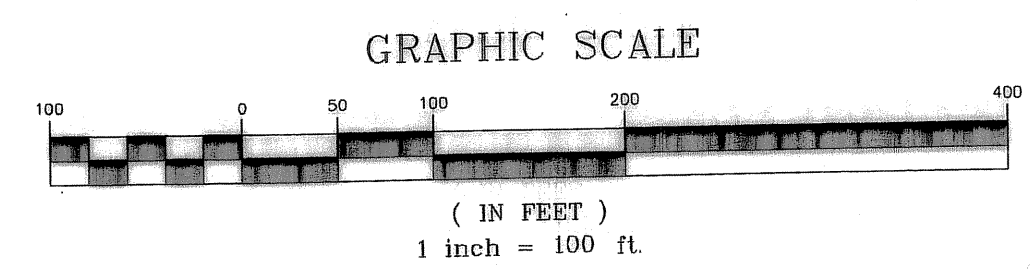 GRAPHIC SCALE
100 0 50 100 200 400
( IN FEET )
1 inch = 100 ft.